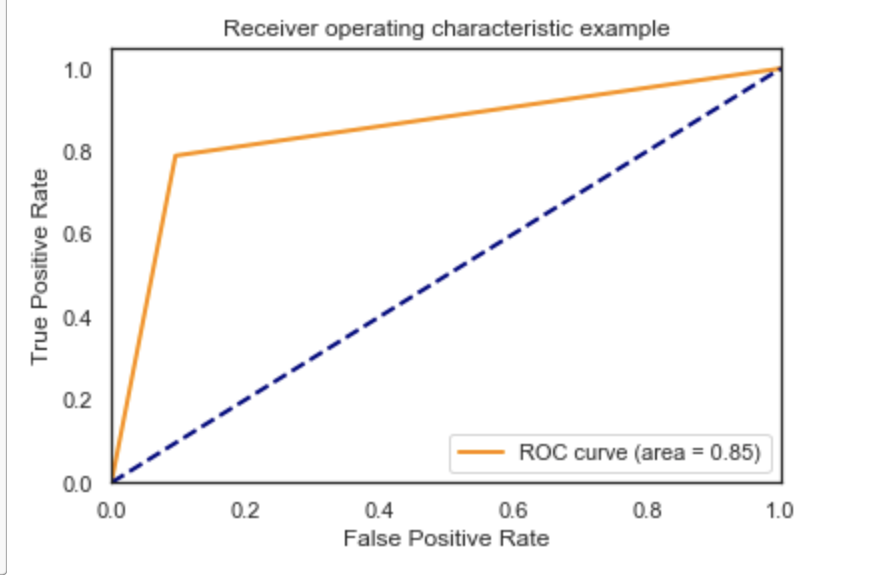 Receiver operating characteristic example
1.0
0.8
0.6
0.4
0.2
0.0
True Positive Rate
ROC curve (area = 0.85)
0.0 0.2 0.4 0.6 0.8 1.0
False Positive Rate